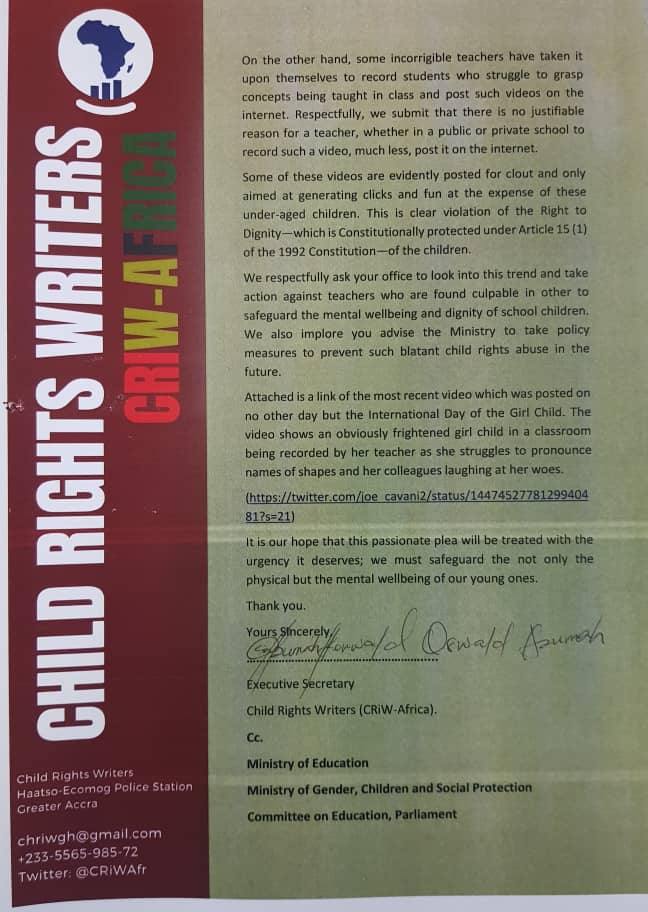 CHILD RIGHTS WRITERS
CRIW-AFRICA
On the other hand, some incorrigible teachers have taken it
upon themselves to record students who struggle to grasp
concepts being taught in class and post such videos on the
internet. Respectfully, we submit that there is no justifiable
reason for a teacher, whether in a public or private school to
record such a video, much less, post it on the internet.
Some of these videos are evidently posted for clout and only
aimed at generating clicks and fun at the expense of these
under-aged children. This is clear violation of the Right to
Dignity—which is Constitutionally protected under Article 15 (1)
of the 1992 Constitution—of the children.
We respectfully ask your office to look into this trend and take
action against teachers who are found culpable in other to
safeguard the mental wellbeing and dignity of school children.
We also implore you advise the Ministry to take policy
measures to prevent such blatant child rights abuse in the
future.
Attached is a link of the most recent video which was posted on
no other day but the International Day of the Girl Child. The
video shows an obviously frightened girl child in a classroom
being recorded by her teacher as she struggles to pronounce
names of shapes and her colleagues laughing at her woes.
(https://twitter.com/joe_cavani2/status/14474527781299404
81?s=21)
It is our hope that this passionate plea will be treated with the
urgency it deserves; we must safeguard the not only the
physical but the mental wellbeing of our young ones.
Thank you.
Yours Sincerely,
Oswald Azumah
Executive Secretary
Child Rights Writers (CRiW-Africa).
Cc.
Ministry of Education
Ministry of Gender, Children and Social Protection
Committee on Education, Parliament
Child Rights Writers
Haatso-Ecomog Police Station
Greater Accra
chriwgh@gmail.com
+233-5565-985-72
Twitter: @CRiWAfr